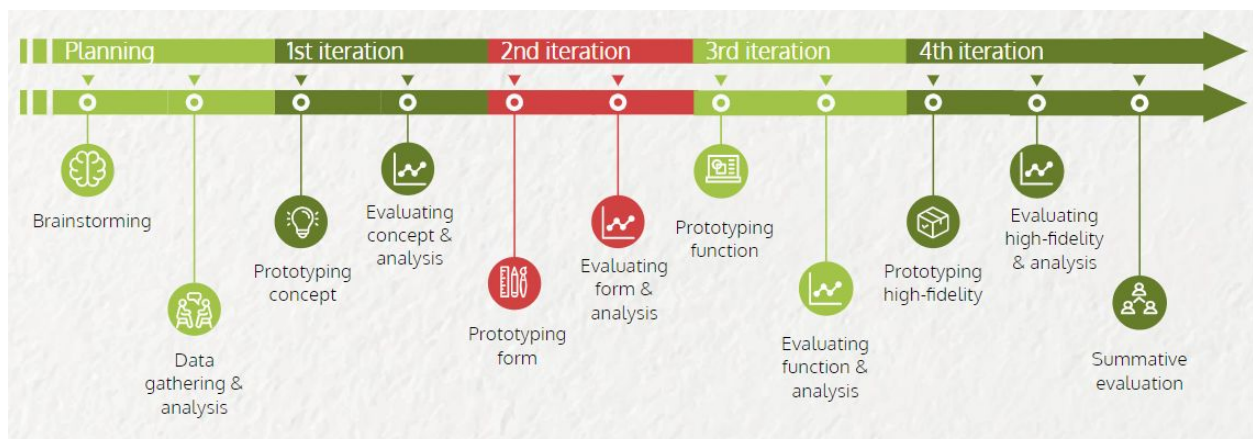 Planning
1st iteration
2nd iteration
3rd iteration
4th iteration
Brainstorming
Data
gathering &
analysis
Prototyping
concept
Evaluating
concept &
analysis
Prototyping
form
Evaluating
form &
analysis
Prototyping
function
Evaluating
function &
analysis
Prototyping
high-fidelity
Evaluating
high-fidelity
& analysis
Summative
evaluation